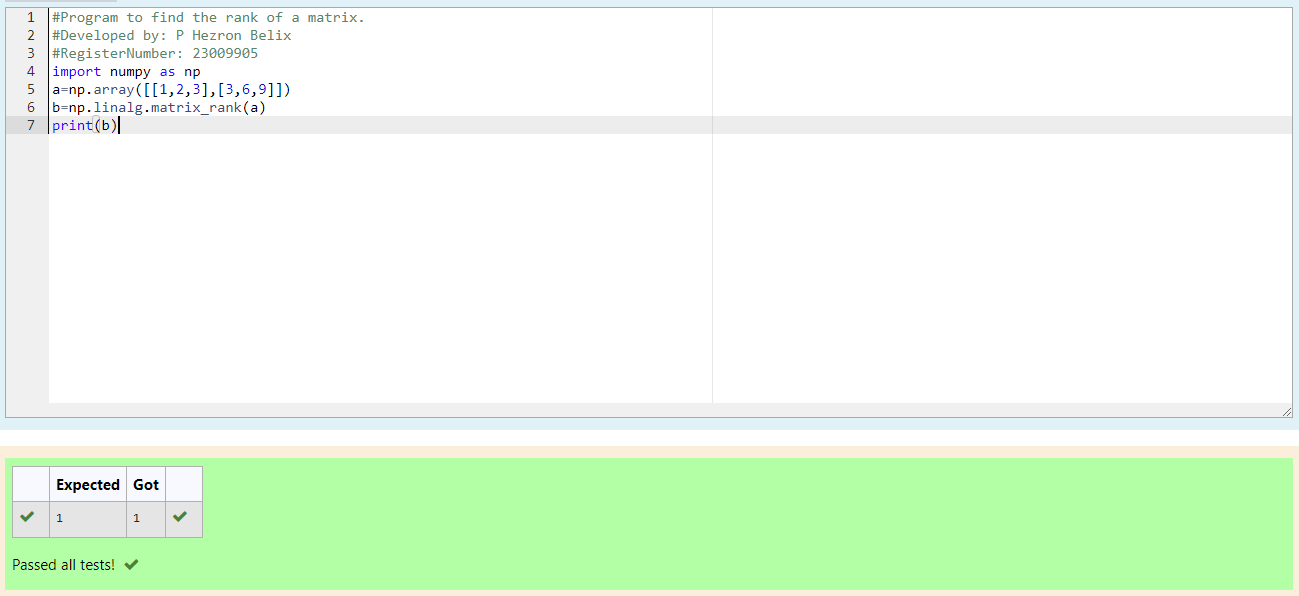 1 #Program to find the rank of a matrix.
2 #Developed by: P Hezron Belix
3 #RegisterNumber: 23009905
4 import numpy as np
5 a=np.array([[1,2,3],[3,6,9]])
6 b=np.linalg.matrix_rank(a)
7 print(b)
Expected Got
1 1
Passed all tests!